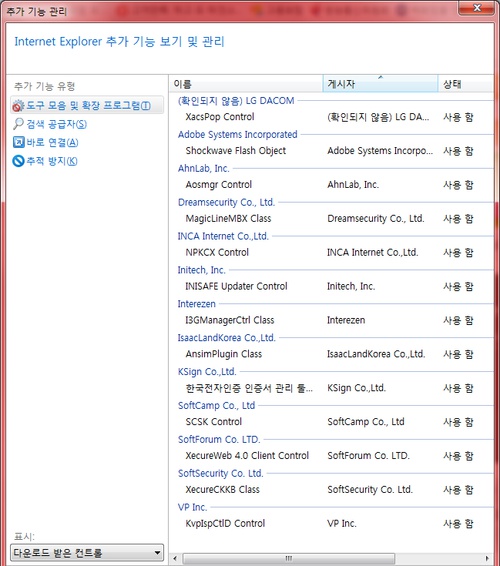 추가 기능 관리
Internet Explorer 추가 기능 보기 및 관리
추가 기능 유형
도구 모음 및 확장 프로그램(T)
검색 공급자(S)
바로 연결(A)
추적 방지(K)
표시:
다운로드 받은 컨트롤
이름 게시자 상태
(확인되지 않음) LG DACOM
XacsPop Control (확인되지 않음) LG DA... 사용 함
Adobe Systems Incorporated
Shockwave Flash Object Adobe Systems Incorpo... 사용 함
AhnLab, Inc.
Aosmgr Control AhnLab, Inc. 사용 함
Dreamsecurity Co., Ltd.
MagicLineMBX Class Dreamsecurity Co., Ltd. 사용 함
INCA Internet Co.,Ltd.
NPKCX Control INCA Internet Co.,Ltd. 사용 함
Initech, Inc.
INISAFE Updater Control Initech, Inc. 사용 함
Interezen
I3GManagerCtrl Class Interezen 사용 함
IsaacLandKorea Co.,Ltd.
AnsimPlugin Class IsaacLandKorea Co.,Ltd. 사용 함
KSign Co.,Ltd.
한국전자인증 인증서 관리 툴... KSign Co.,Ltd. 사용 함
SoftCamp Co., Ltd
SCSK Control SoftCamp Co., Ltd 사용 함
SoftForum Co. LTD.
XecureWeb 4.0 Client Control SoftForum Co. LTD. 사용 함
SoftSecurity Co. Ltd.
XecureCKKB Class SoftSecurity Co. Ltd. 사용 함
VP Inc.
KvpIspCtlD Control VP Inc. 사용 함